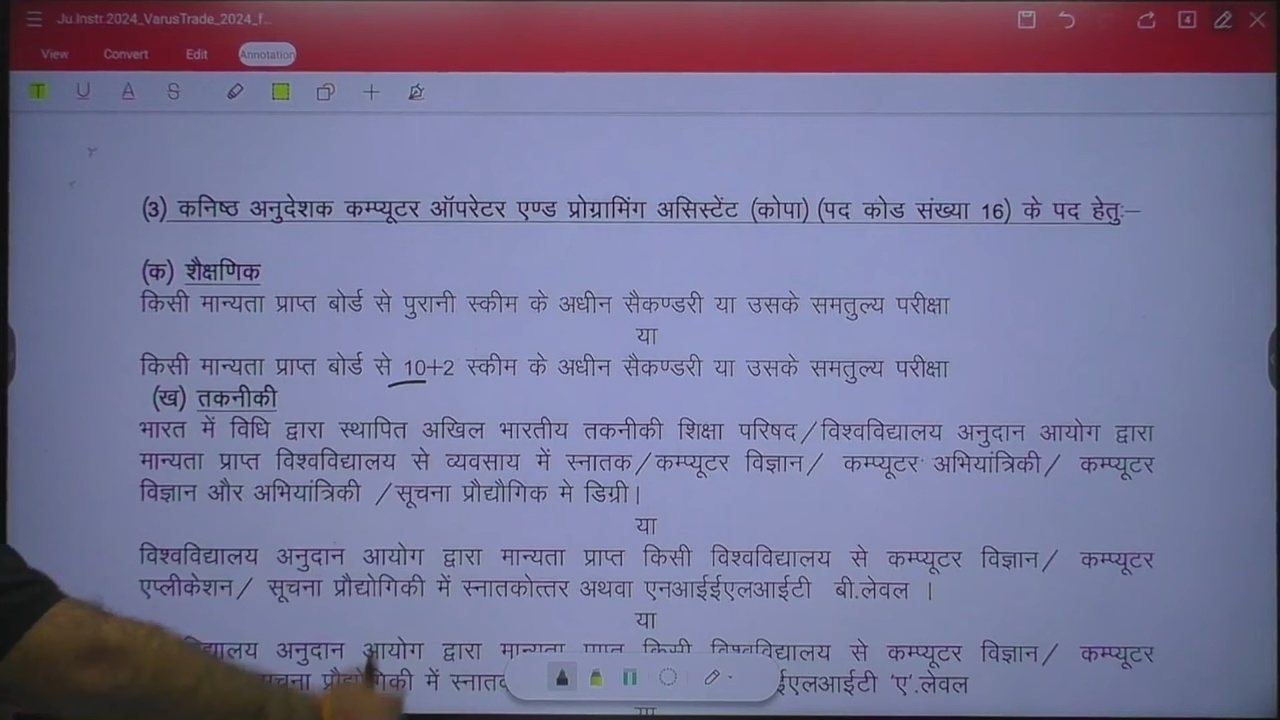 Ju.Instr.2024_VarusTrade_2024_f...
4
View Convert Edit Annotation
T U A S
(3) कनिष्ठ अनुदेशक कम्प्यूटर ऑपरेटर एण्ड प्रोग्रामिंग असिस्टेंट (कोपा) (पद कोड संख्या 16) के पद हेतुः–
(क) शैक्षणिक
किसी मान्यता प्राप्त बोर्ड से पुरानी स्कीम के अधीन सैकण्डरी या उसके समतुल्य परीक्षा
या
किसी मान्यता प्राप्त बोर्ड से 10+2 स्कीम के अधीन सैकण्डरी या उसके समतुल्य परीक्षा
(ख) तकनीकी
भारत में विधि द्वारा स्थापित अखिल भारतीय तकनीकी शिक्षा परिषद/विश्वविद्यालय अनुदान आयोग द्वारा
मान्यता प्राप्त विश्वविद्यालय से व्यवसाय में स्नातक/कम्प्यूटर विज्ञान/ कम्प्यूटर अभियांत्रिकी/ कम्प्यूटर
विज्ञान और अभियांत्रिकी /सूचना प्रौद्यौगिक मे डिग्री।
या
विश्वविद्यालय अनुदान आयोग द्वारा मान्यता प्राप्त किसी विश्वविद्यालय से कम्प्यूटर विज्ञान/ कम्प्यूटर
एप्लीकेशन/ सूचना प्रौद्योगिकी में स्नातकोत्तर अथवा एनआईईएलआईटी बी.लेवल ।
या
अनुदान आयोग द्वारा मान्यता प्राप्त किसी विश्वविद्यालय से कम्प्यूटर विज्ञान/ कम्प्यूटर
में 'ए'.लेवल